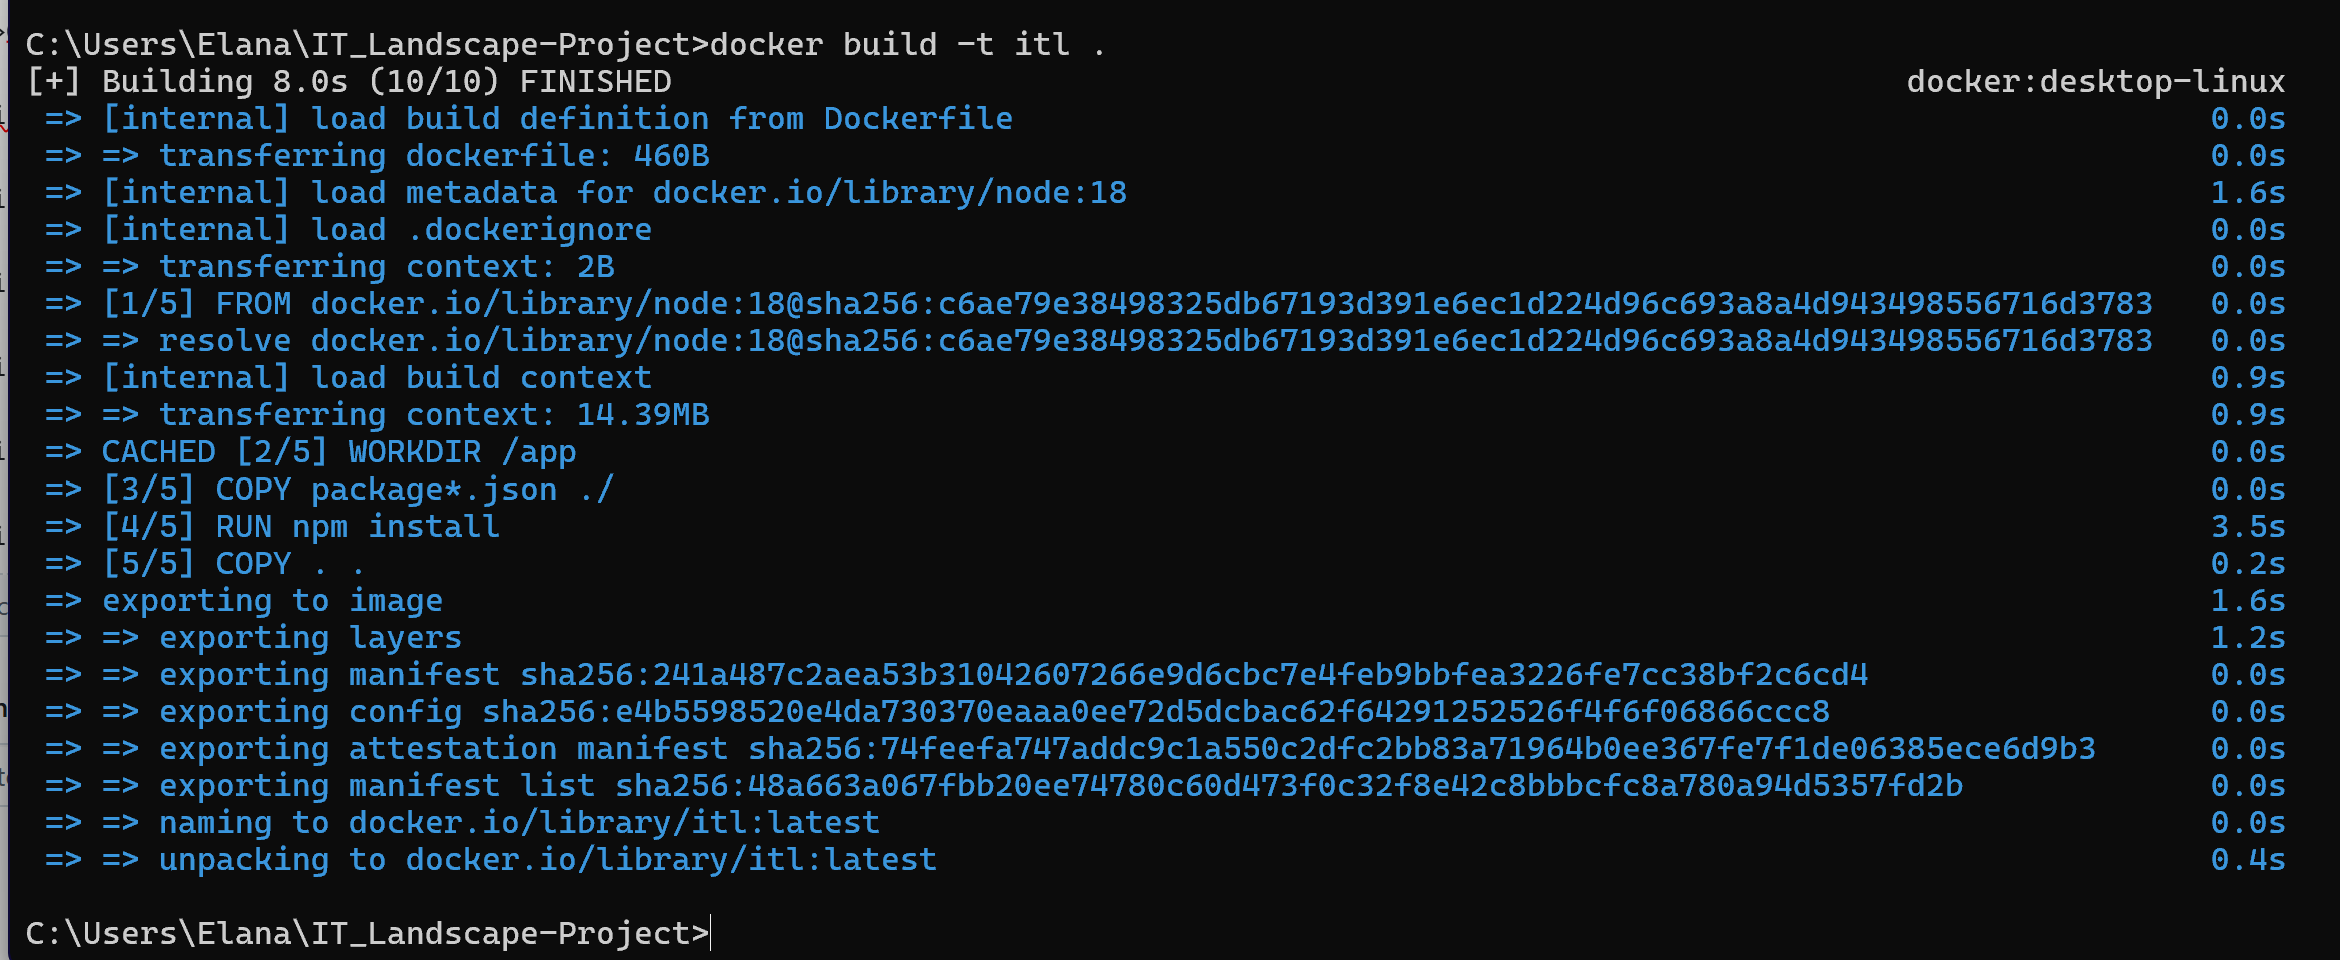 C:\Users\Elana\IT_Landscape-Project>docker build -t itl .
[+] Building 8.0s (10/10) FINISHED docker:desktop-linux
=> [internal] load build definition from Dockerfile 0.0s
=> => transferring dockerfile: 460B 0.0s
=> [internal] load metadata for docker.io/library/node:18 1.6s
=> [internal] load .dockerignore 0.0s
=> => transferring context: 2B 0.0s
=> [1/5] FROM docker.io/library/node:18@sha256:c6ae79e38498325db67193d391e6ec1d224d96c693a8a4d943498556716d3783 0.0s
=> => resolve docker.io/library/node:18@sha256:c6ae79e38498325db67193d391e6ec1d224d96c693a8a4d943498556716d3783 0.0s
=> [internal] load build context 0.9s
=> => transferring context: 14.39MB 0.9s
=> CACHED [2/5] WORKDIR /app 0.0s
=> [3/5] COPY package*.json ./ 0.0s
=> [4/5] RUN npm install 3.5s
=> [5/5] COPY . . 0.2s
=> exporting to image 1.6s
=> => exporting layers 1.2s
=> => exporting manifest sha256:241a487c2aea53b31042607266e9d6cbc7e4feb9bbfea3226fe7cc38bf2c6cd4 0.0s
=> => exporting config sha256:e4b5598520e4da730370eaaa0ee72d5dcbac62f64291252526f4f6f06866ccc8 0.0s
=> => exporting attestation manifest sha256:74feefa747addc9c1a550c2dfc2bb83a71964b0ee367fe7f1de06385ece6d9b3 0.0s
=> => exporting manifest list sha256:48a663a067fbb20ee74780c60d473f0c32f8e42c8bbbcfc8a780a94d5357fd2b 0.0s
=> => naming to docker.io/library/itl:latest 0.0s
=> => unpacking to docker.io/library/itl:latest 0.4s
C:\Users\Elana\IT_Landscape-Project>